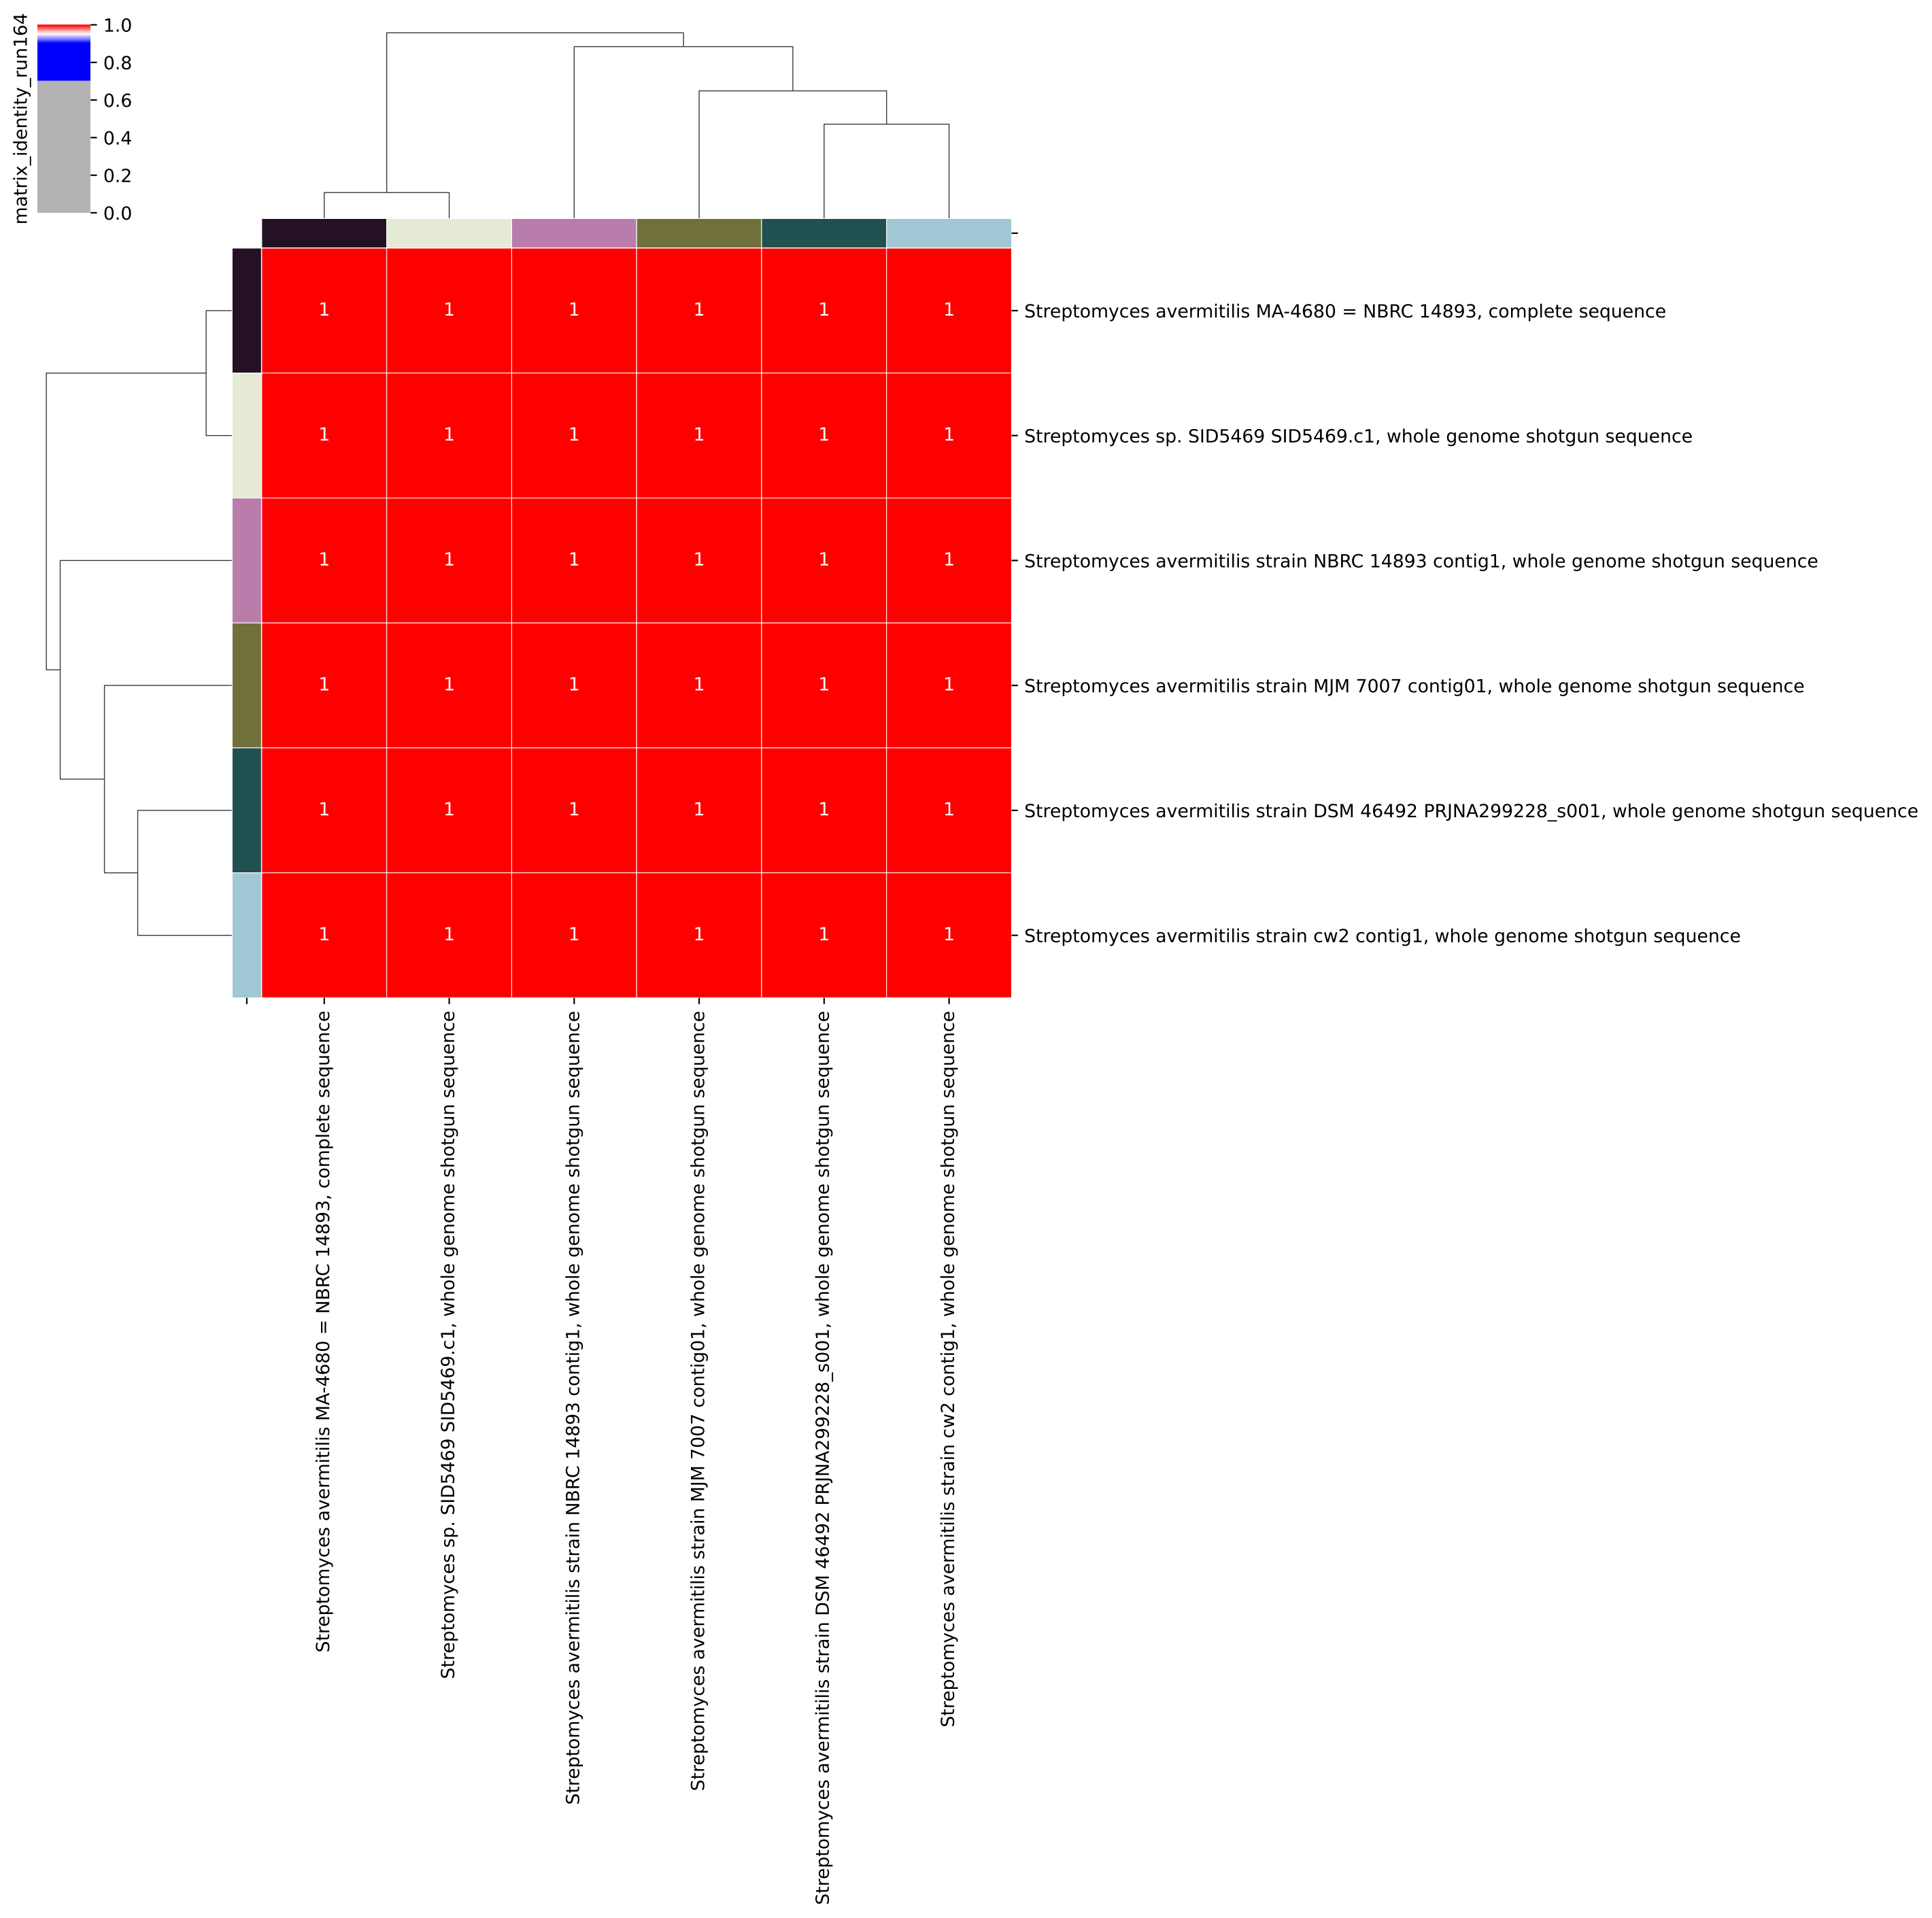 matrix_identity_run164
1.0
0.8
0.6
0.4
0.2
0.0
1 1 1 1 1 1
Streptomyces avermitilis MA-4680 = NBRC 14893, complete sequence
1 1 1 1 1 1
Streptomyces sp. SID5469 SID5469.c1, whole genome shotgun sequence
1 1 1 1 1 1
Streptomyces avermitilis strain NBRC 14893 contig1, whole genome shotgun sequence
1 1 1 1 1 1
Streptomyces avermitilis strain MJM 7007 contig01, whole genome shotgun sequence
1 1 1 1 1 1
Streptomyces avermitilis strain DSM 46492 PRJNA299228_s001, whole genome shotgun sequence
1 1 1 1 1 1
Streptomyces avermitilis strain cw2 contig1, whole genome shotgun sequence
Streptomyces avermitilis MA-4680 = NBRC 14893, complete sequence
Streptomyces sp. SID5469 SID5469.c1, whole genome shotgun sequence
Streptomyces avermitilis strain NBRC 14893 contig1, whole genome shotgun sequence
Streptomyces avermitilis strain MJM 7007 contig01, whole genome shotgun sequence
Streptomyces avermitilis strain DSM 46492 PRJNA299228_s001, whole genome shotgun sequence
Streptomyces avermitilis strain cw2 contig1, whole genome shotgun sequence